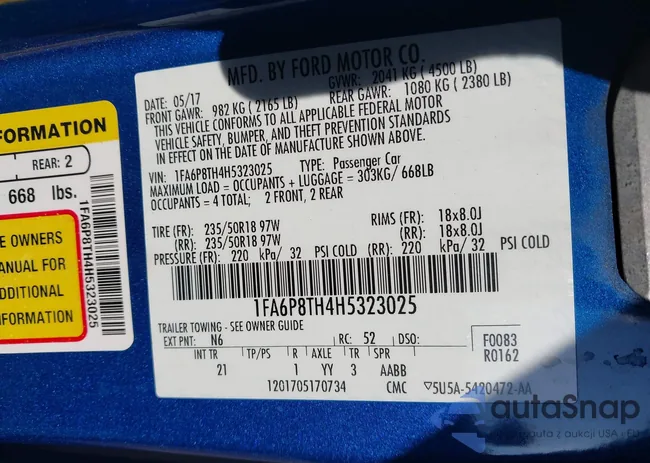 MFD. BY FORD MOTOR CO.
DATE: 05/17
GVWR: 2041 KG (4500 LB)
FRONT GAWR: 982 KG (2165 LB)
REAR GAWR: 1080 KG (2380 LB)
THIS VEHICLE CONFORMS TO ALL APPLICABLE FEDERAL MOTOR
VEHICLE SAFETY, BUMPER, AND THEFT PREVENTION STANDARDS
IN EFFECT ON THE DATE OF MANUFACTURE SHOWN ABOVE.
VIN: 1FA6P8TH4H5323025 TYPE: Passenger Car
MAXIMUM LOAD = OCCUPANTS + LUGGAGE = 303KG/ 668LB
OCCUPANTS = 4 TOTAL; 2 FRONT, 2 REAR
TIRE (FR): 235/50R18 97W RIMS (FR): 18x8.0J
(RR): 235/50R18 97W (RR): 18x8.0J
PRESSURE (FR): 220 kPa/ 32 PSI COLD (RR): 220 kPa/ 32 PSI COLD
1FA6P8TH4H5323025
TRAILER TOWING - SEE OWNER GUIDE
EXT PNT: N6 RC: 52 DSO:
F0083
R0162
INT TR TP/PS R AXLE TR SPR
21 1 YY 3 AABB
1201705170734 CMC 5U5A-5420472-AA
FORMATION
REAR: 2
668 lbs.
E OWNERS
ANUAL FOR
DDITIONAL
NFORMATION
1FA6P8TH4H5323025
autoSnap
auta z aukcji USA - EU